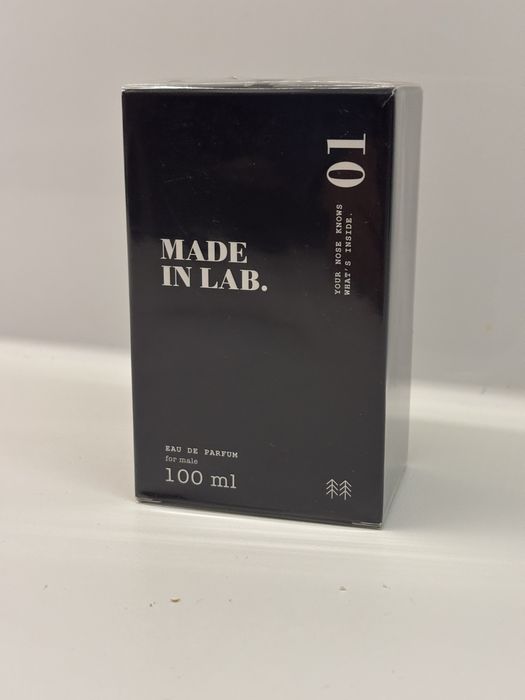 01
YOUR NOSE KNOWS
WHAT'S INSIDE.
MADE
IN LAB.
EAU DE PARFUM
for male
100 ml